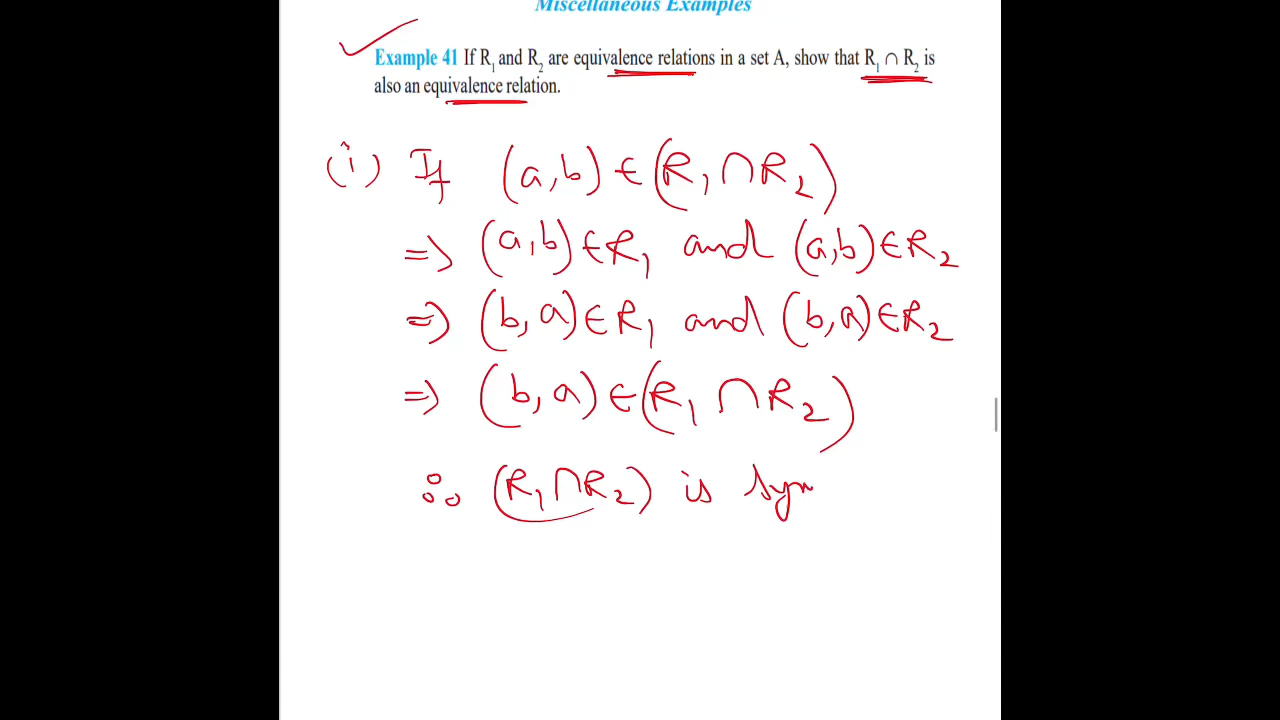 Miscellaneous Examples
Example 41 If R₁ and R₂ are equivalence relations in a set A, show that R₁ ∩ R₂ is
also an equivalence relation.
(i) If (a,b) ∈ (R₁ ∩ R₂)
=> (a,b) ∈ R₁ and (a,b) ∈ R₂
=> (b,a) ∈ R₁ and (b,a) ∈ R₂
=> (b,a) ∈ (R₁ ∩ R₂)
∴ (R₁ ∩ R₂) is sym